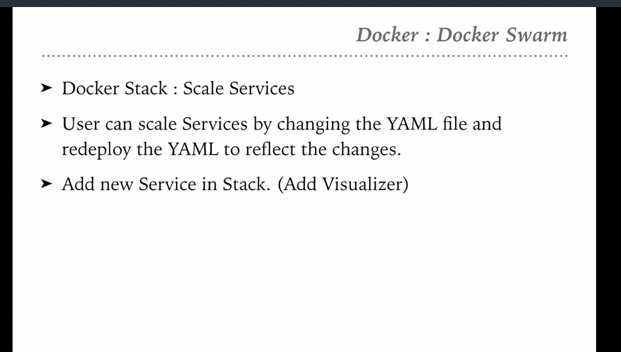 Docker : Docker Swarm
➤ Docker Stack : Scale Services
➤ User can scale Services by changing the YAML file and
redeploy the YAML to reflect the changes.
➤ Add new Service in Stack. (Add Visualizer)